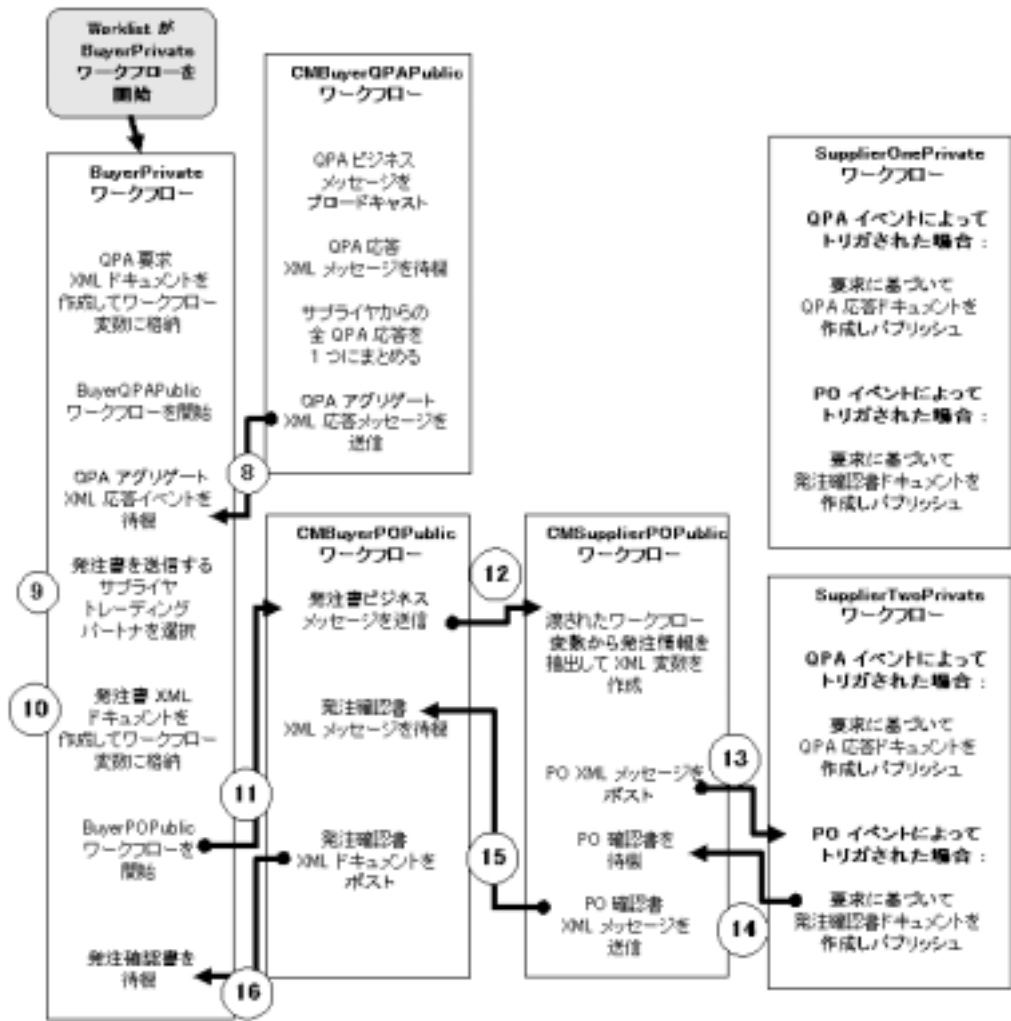 Worklist が
BuyerPrivate
ワークフローを
開始
BuyerPrivate
ワークフロー
QPA 要求
XML ドキュメントを
作成してワークフロー
変数に格納
BuyerQPAPublic
ワークフローを開始
QPA アグリゲート
XML 応答イベントを
待機
9
発注書を送信する
サプライヤ
トレーディング
パートナを選択
10
発注書 XML
ドキュメントを
作成してワークフロー
変数に格納
11
BuyerPOPublic
ワークフローを
開始
発注確認書を
待機
16
CMBuyerQPAPublic
ワークフロー
QPA ビジネス
メッセージを
ブロードキャスト
QPA 応答
XML メッセージを待機
サプライヤからの
全 QPA 応答を
1 つにまとめる
QPA アグリゲート
XML 応答メッセージを
送信
8
CMBuyerPOPublic
ワークフロー
発注書ビジネス
メッセージを送信
発注確認書
XML メッセージを待機
発注確認書
XML ドキュメントを
ポスト
12
15
CMSupplierPOPublic
ワークフロー
渡されたワークフロー
変数から発注情報を
抽出して XML 変数を
作成
PO XML メッセージを
ポスト
PO 確認書を
待機
PO 確認書
XML メッセージを
送信
13
14
SupplierOnePrivate
ワークフロー
QPA イベントによって
トリガされた場合 :
要求に基づいて
QPA 応答ドキュメントを
作成しパブリッシュ
PO イベントによって
トリガされた場合 :
要求に基づいて
発注確認書ドキュメントを
作成しパブリッシュ
SupplierTwoPrivate
ワークフロー
QPA イベントによって
トリガされた場合 :
要求に基づいて
QPA 応答ドキュメントを
作成しパブリッシュ
PO イベントによって
トリガされた場合 :
要求に基づいて
発注確認書ドキュメントを
作成しパブリッシュ